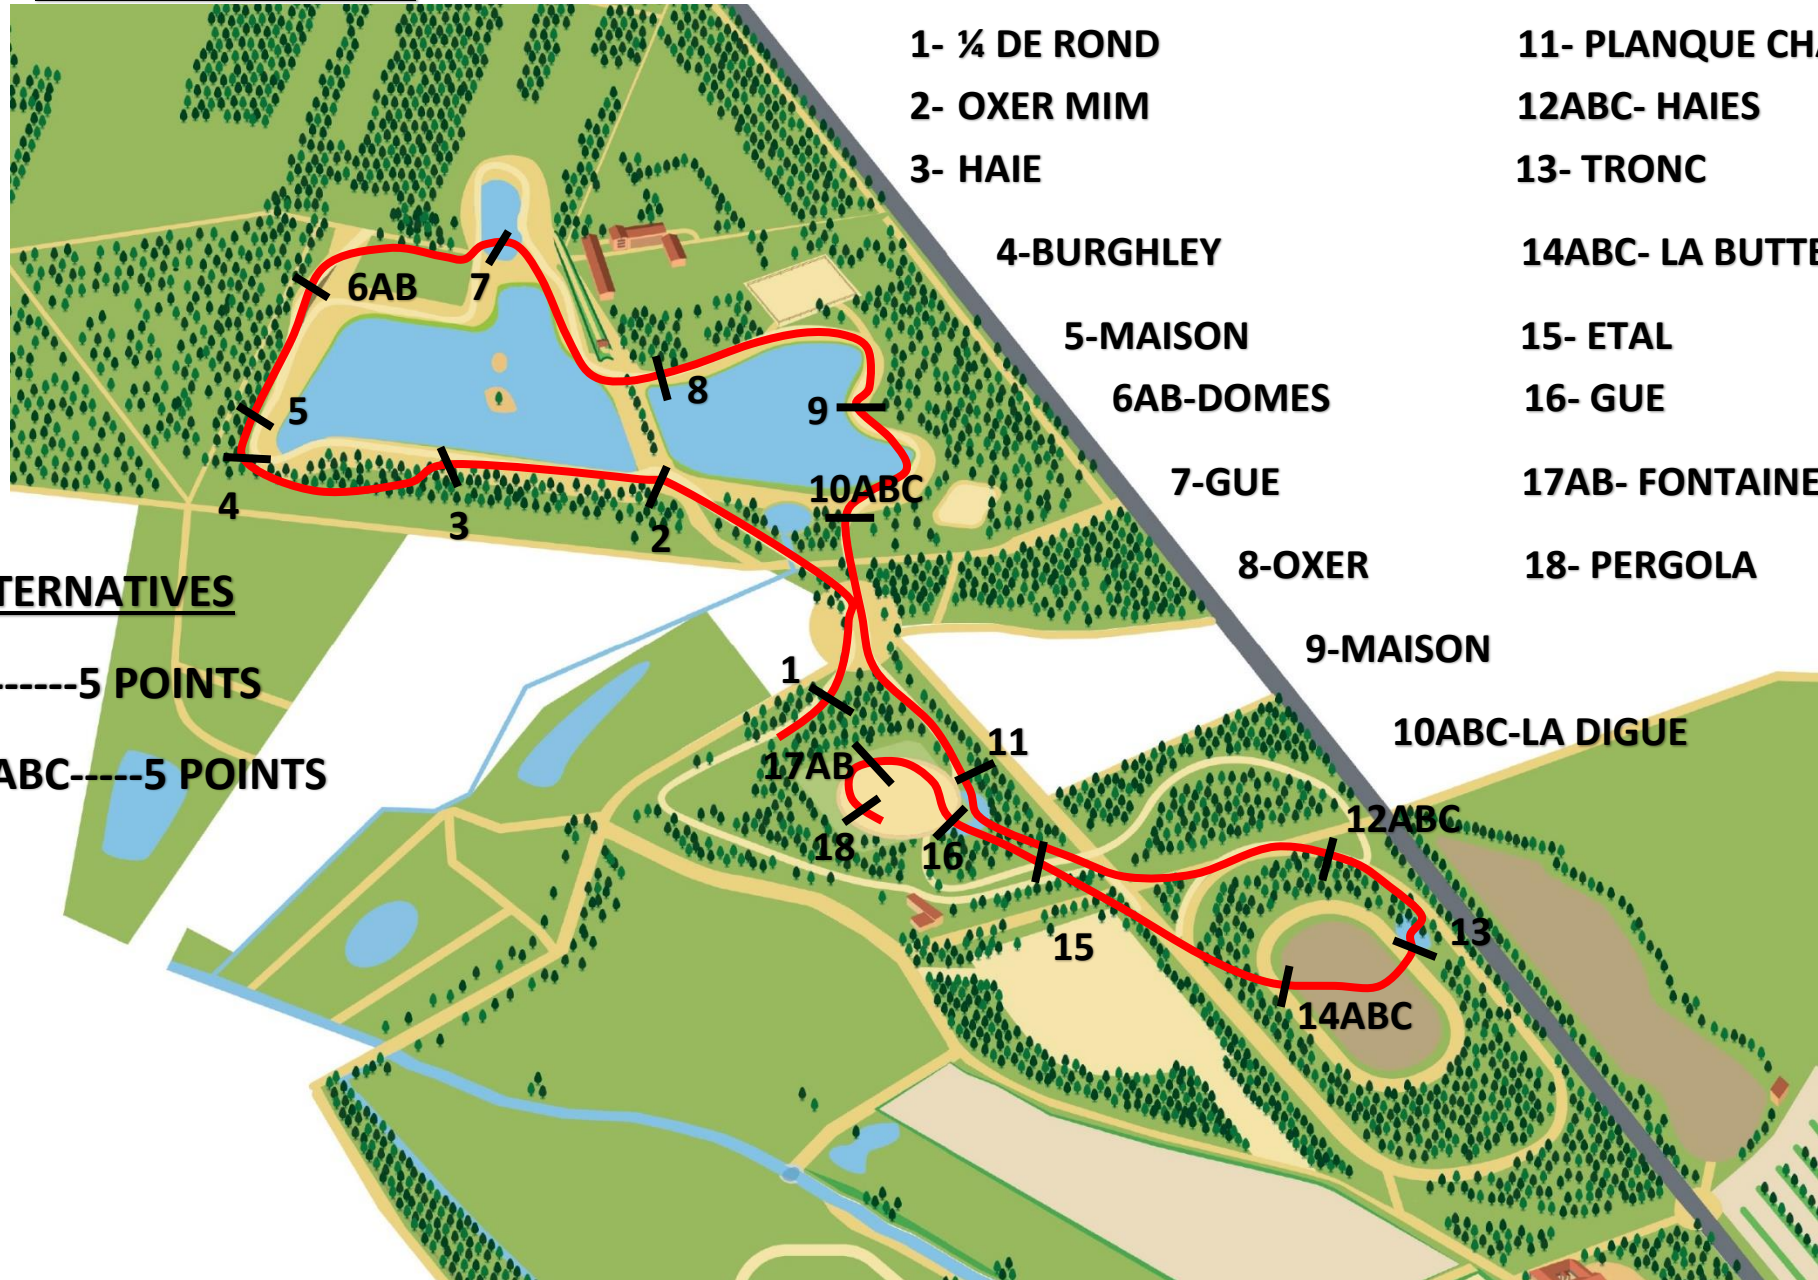 1- ¼ DE ROND
2- OXER MIM
3- HAIE
4-BURGHLEY
5-MAISON
6AB-DOMES
7-GUE
8-OXER
9-MAISON
10ABC-LA DIGUE
11- PLANQUE
12ABC- HAIES
13- TRONC
14ABC- LA BUTTE
15- ETAL
16- GUE
17AB- FONTAINE
18- PERGOLA
6AB
7
5
8
9
4
3
2
10ABC
TERNATIVES
------5 POINTS
ABC-----5 POINTS
1
11
17AB
18
16
12ABC
15
13
14ABC